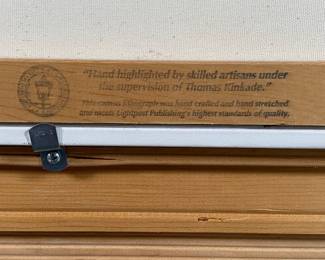 "Hand highlighted by skilled artisans under
the supervision of Thomas Kinkade."
This canvas lithograph was hand crafted and hand stretched
and meets Lightpost Publishing's highest standards of quality.